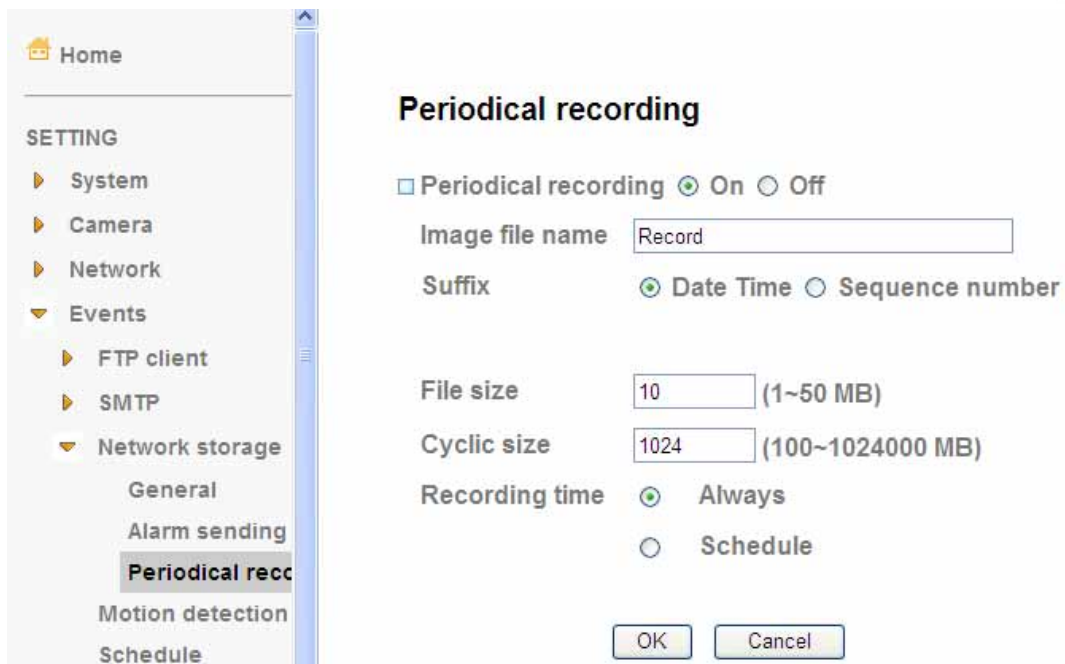 Home
SETTING
System
Camera
Network
Events
FTP client
SMTP
Network storage
General
Alarm sending
Periodical reco
Motion detection
Schedule
Periodical recording
Periodical recording On Off
Image file name Record
Suffix Date Time Sequence number
File size 10 (1~50 MB)
Cyclic size 1024 (100~1024000 MB)
Recording time Always
Schedule
OK Cancel